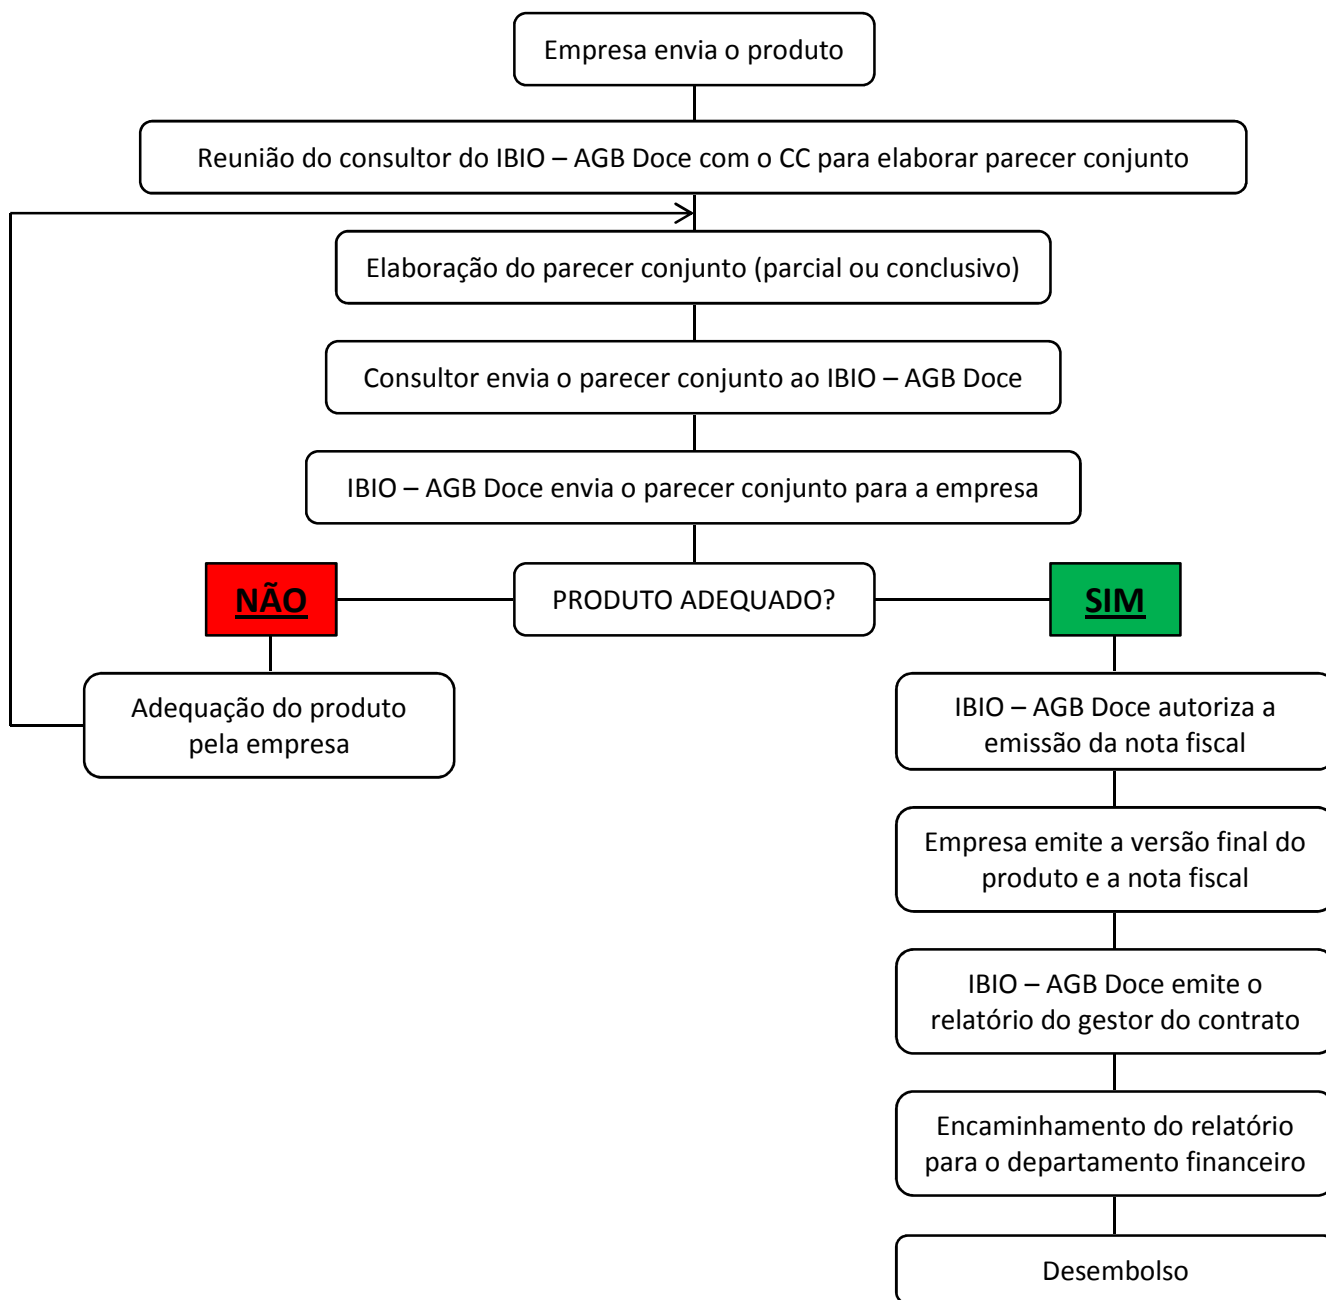 Empresa envia o produto
Reunião do consultor do IBIO – AGB Doce com o CC para elaborar parecer conjunto
Elaboração do parecer conjunto (parcial ou conclusivo)
Consultor envia o parecer conjunto ao IBIO – AGB Doce
IBIO – AGB Doce envia o parecer conjunto para a empresa
NÃO
PRODUTO ADEQUADO?
SIM
Adequação do produto
pela empresa
IBIO – AGB Doce autoriza a
emissão da nota fiscal
Empresa emite a versão final do
produto e a nota fiscal
IBIO – AGB Doce emite o
relatório do gestor do contrato
Encaminhamento do relatório
para o departamento financeiro
Desembolso